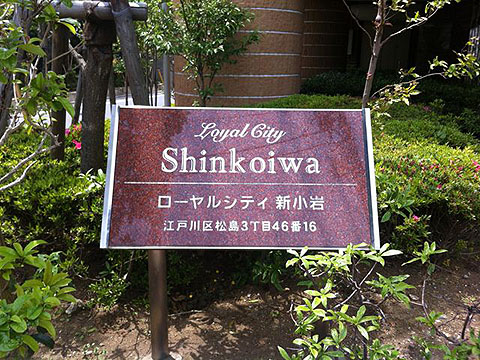 Loyal City
Shinkoiwa
ローヤルシティ 新小岩
江戸川区松島3丁目46番16